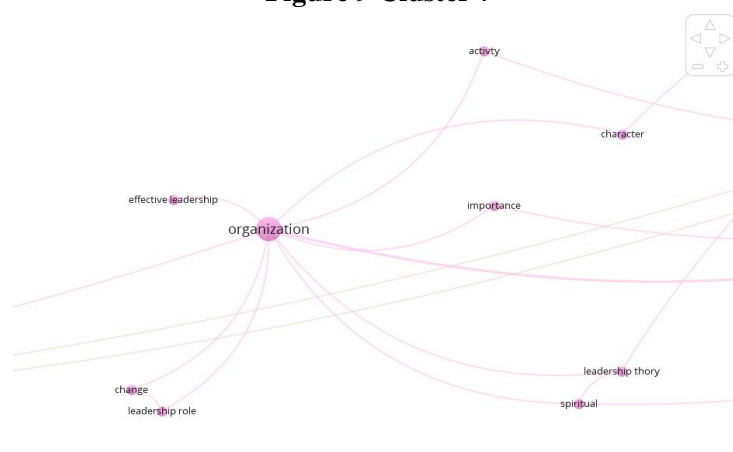 Figure 9 Cluster 7
activty
character
effective leadership
importance
organization
leadership thory
change
spiritual
leadership role